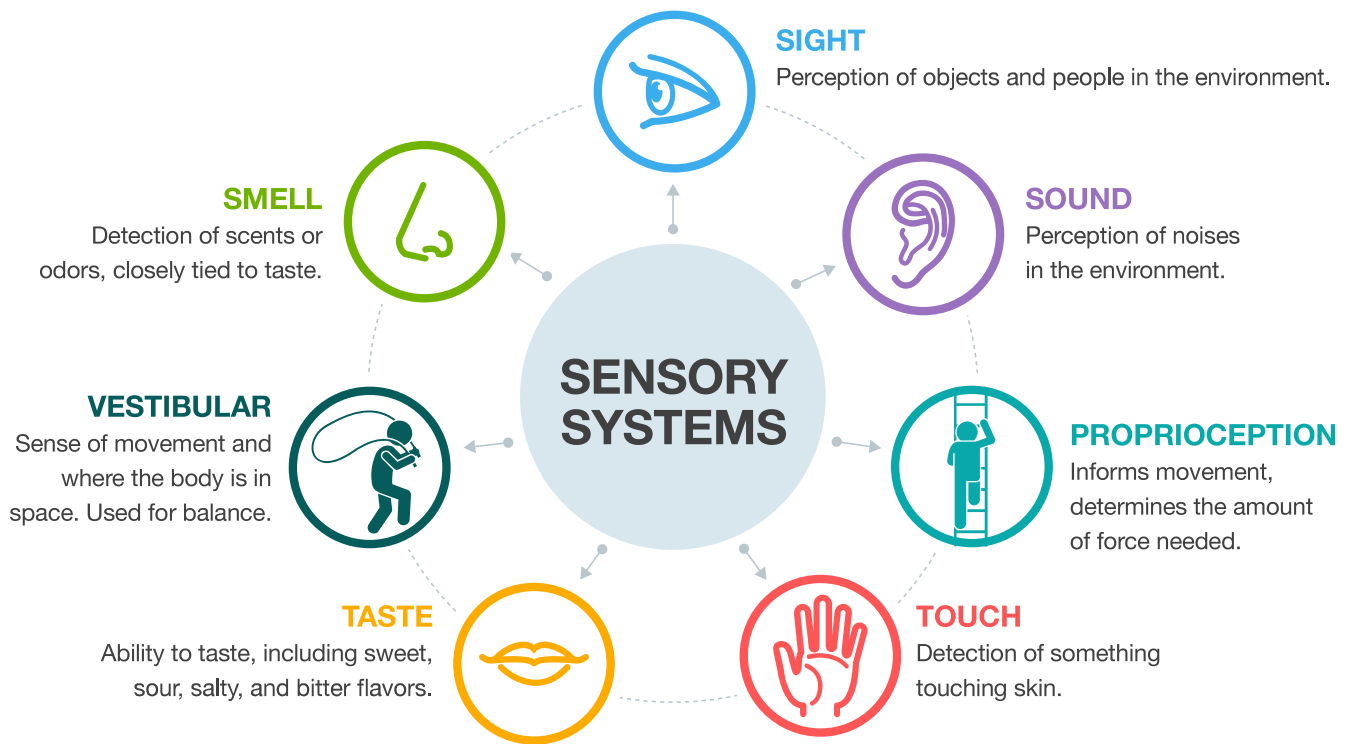 SENSORY
SYSTEMS
SIGHT
Perception of objects and people in the environment.
SOUND
Perception of noises
in the environment.
PROPRIOCEPTION
Informs movement,
determines the amount
of force needed.
TOUCH
Detection of something
touching skin.
TASTE
Ability to taste, including sweet,
sour, salty, and bitter flavors.
VESTIBULAR
Sense of movement and
where the body is in
space. Used for balance.
SMELL
Detection of scents or
odors, closely tied to taste.